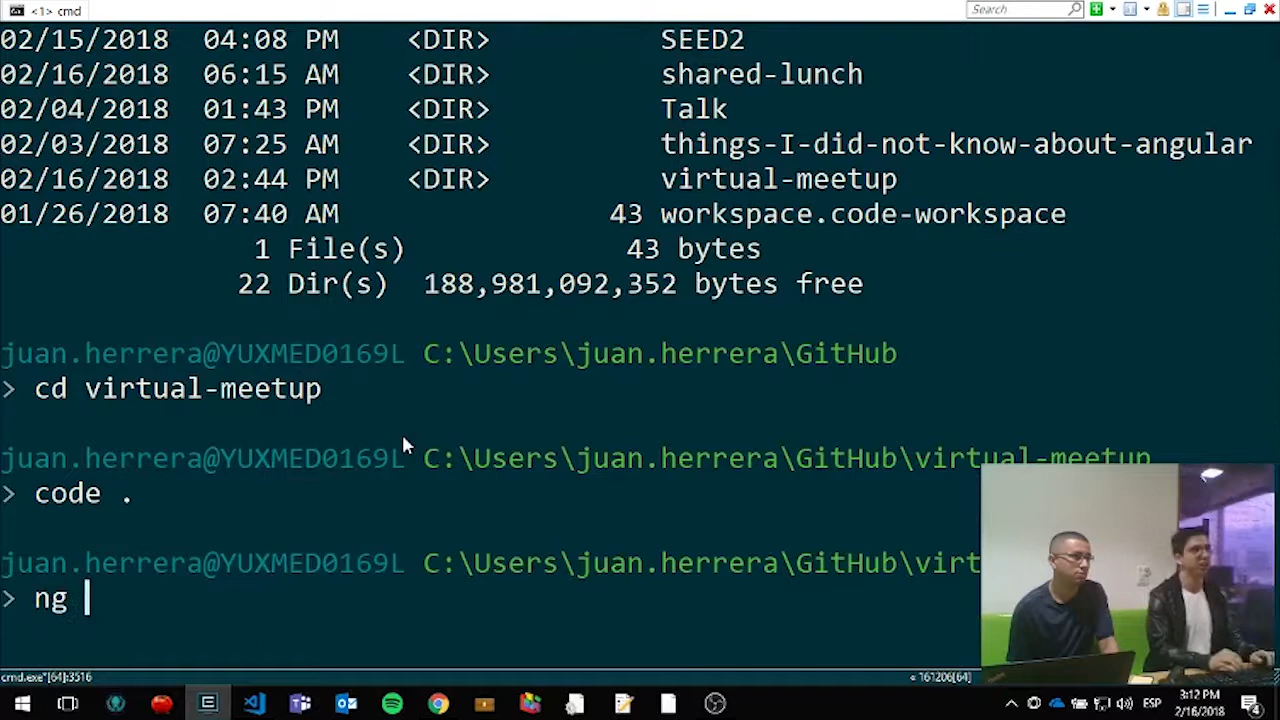 <1> cmd
Search
02/15/2018 04:08 PM <DIR> SEED2
02/16/2018 06:15 AM <DIR> shared-lunch
02/04/2018 01:43 PM <DIR> Talk
02/03/2018 07:25 AM <DIR> things-I-did-not-know-about-angular
02/16/2018 02:44 PM <DIR> virtual-meetup
01/26/2018 07:40 AM 43 workspace.code-workspace
1 File(s) 43 bytes
22 Dir(s) 188,981,092,352 bytes free
juan.herrera@YUXMED0169L C:\Users\juan.herrera\GitHub
> cd virtual-meetup
juan.herrera@YUXMED0169L C:\Users\juan.herrera\GitHub\virtual-meetup
> code .
juan.herrera@YUXMED0169L C:\Users\juan.herrera\GitHub\virt
> ng
cmd.exe*[64]:3516
« 161206[64]
ESP
3:12 PM
2/16/2018
4